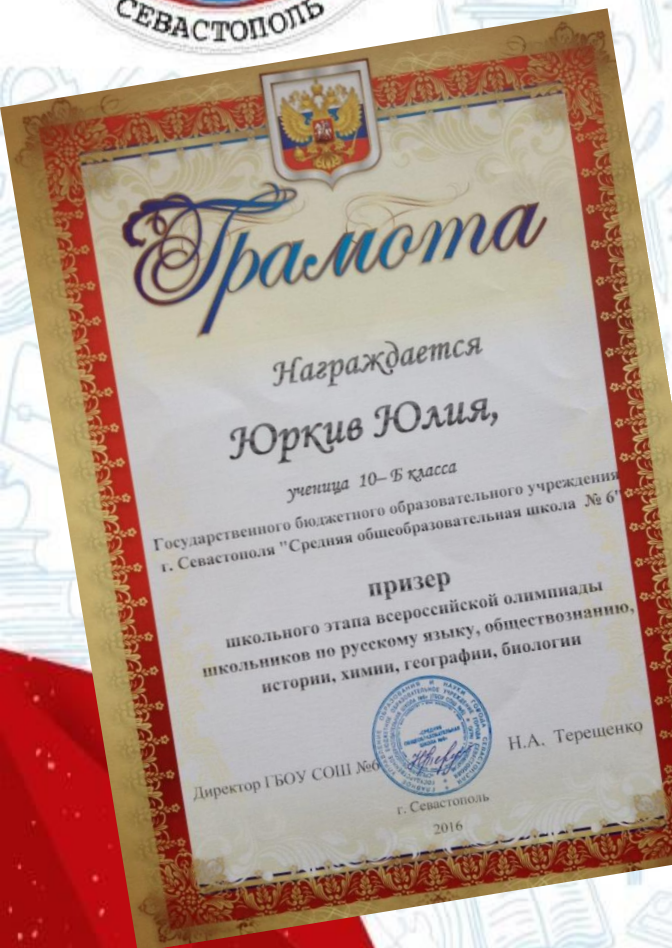 СЕВАСТОПОЛЬ
Грамота
Награждается
Юркив Юлия,
ученица 10– Б класса
Государственного бюджетного образовательного учреждения
г. Севастополя "Средняя общеобразовательная школа № 6"
призер
школьного этапа всероссийской олимпиады
школьников по русскому языку, обществознанию,
истории, химии, географии, биологии
Директор ГБОУ СОШ №6 Н.А. Терещенко
г. Севастополь
2016